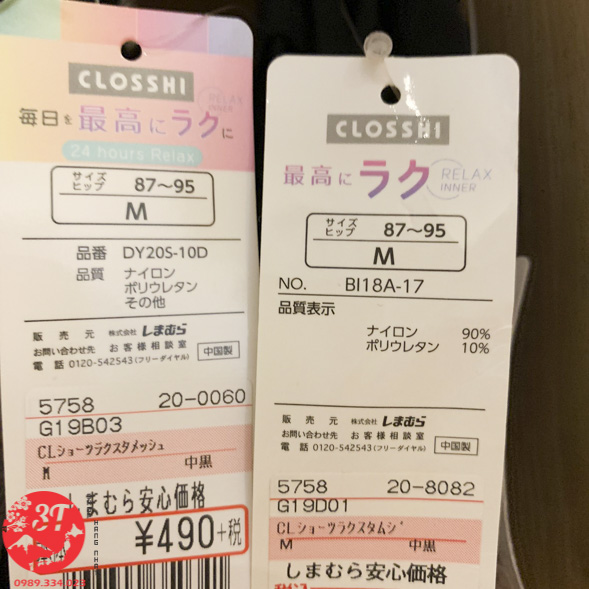 CLOSSHI
RELAX
INNER
毎日を最高にラクに
24 hours Relax
サイズ
ヒップ 87～95
M
品番 DY20S-10D
品質 ナイロン
ポリウレタン
その他
販売元 株式会社 しまむら
お問い合わせ先 お客様相談室
電話 0120-542543(フリーダイヤル)
中国製
5758 20-0060
G19B03
CLショーツラクスタメッシュ
M 中黒
しまむら安心価格
¥490+税
3T
0989.334.025
CLOSSHI
最高にラク RELAX
INNER
サイズ
ヒップ 87～95
M
NO. BI18A-17
品質表示
ナイロン 90%
ポリウレタン 10%
販売元 株式会社 しまむら
お問い合わせ先 お客様相談室
電話 0120-542543(フリーダイヤル)
中国製
5758 20-8082
G19D01
CLショーツラクスタムジ
M 中黒
しまむら安心価格